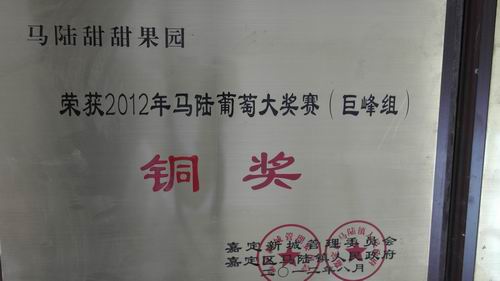 马陆甜甜果园
荣获2012年马陆葡萄大奖赛(巨峰组)
铜奖
嘉定新城管理委员会
嘉定区马陆镇人民政府
二〇一二年八月